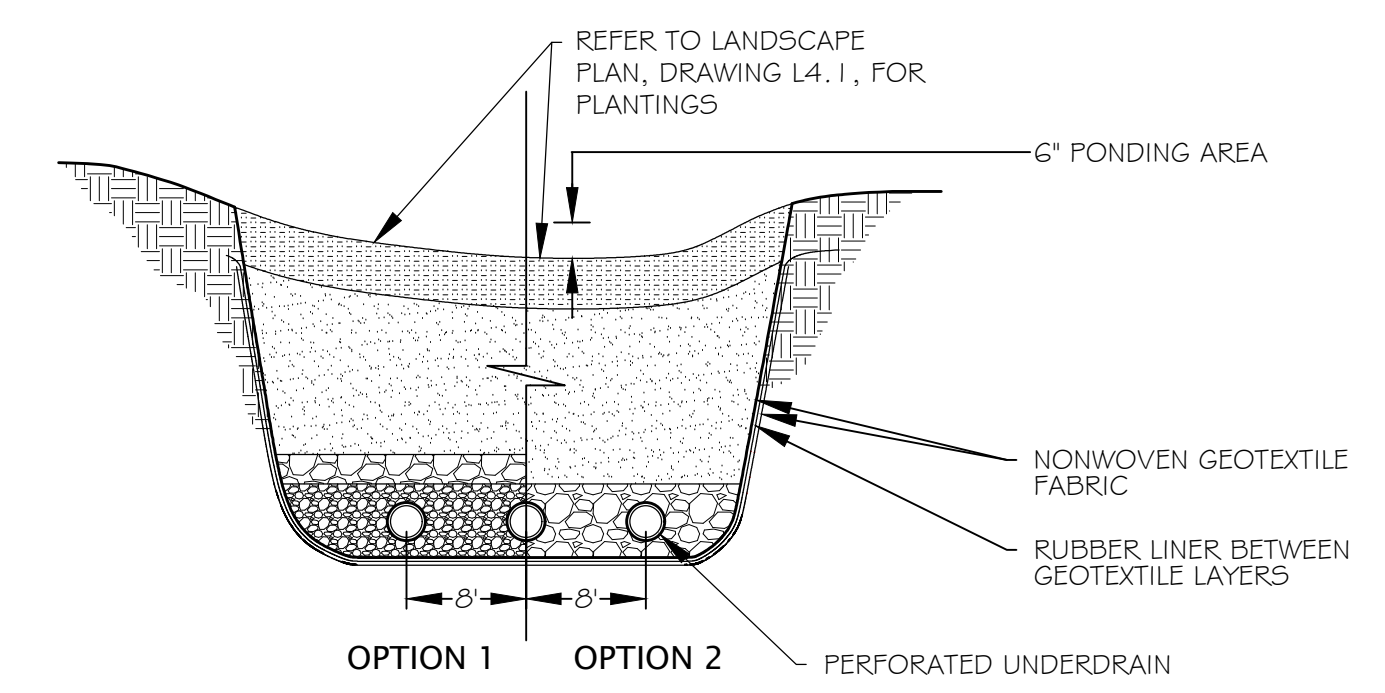 REFER TO LANDSCAPE
PLAN, DRAWING L4.1, FOR
PLANTINGS
6" PONDING AREA
NONWOVEN GEOTEXTILE
FABRIC
RUBBER LINER BETWEEN
GEOTEXTILE LAYERS
8' 8'
OPTION 1 OPTION 2
PERFORATED UNDERDRAIN